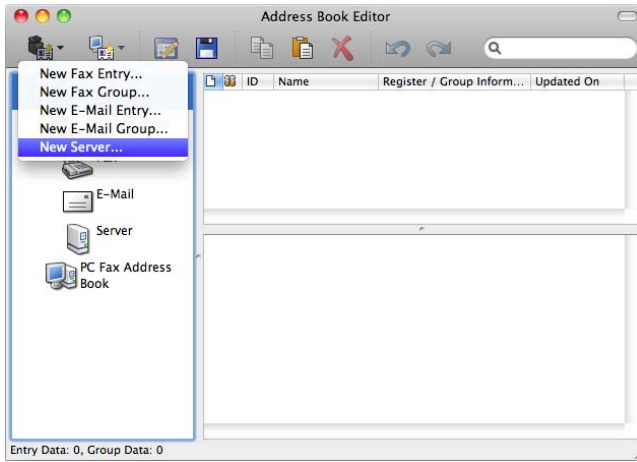 Address Book Editor
New Fax Entry...
New Fax Group...
New E-Mail Entry...
New E-Mail Group...
New Server...
ID Name Register / Group Inform... Updated On
Fax
E-Mail
Server
PC Fax Address
Book
Entry Data: 0, Group Data: 0